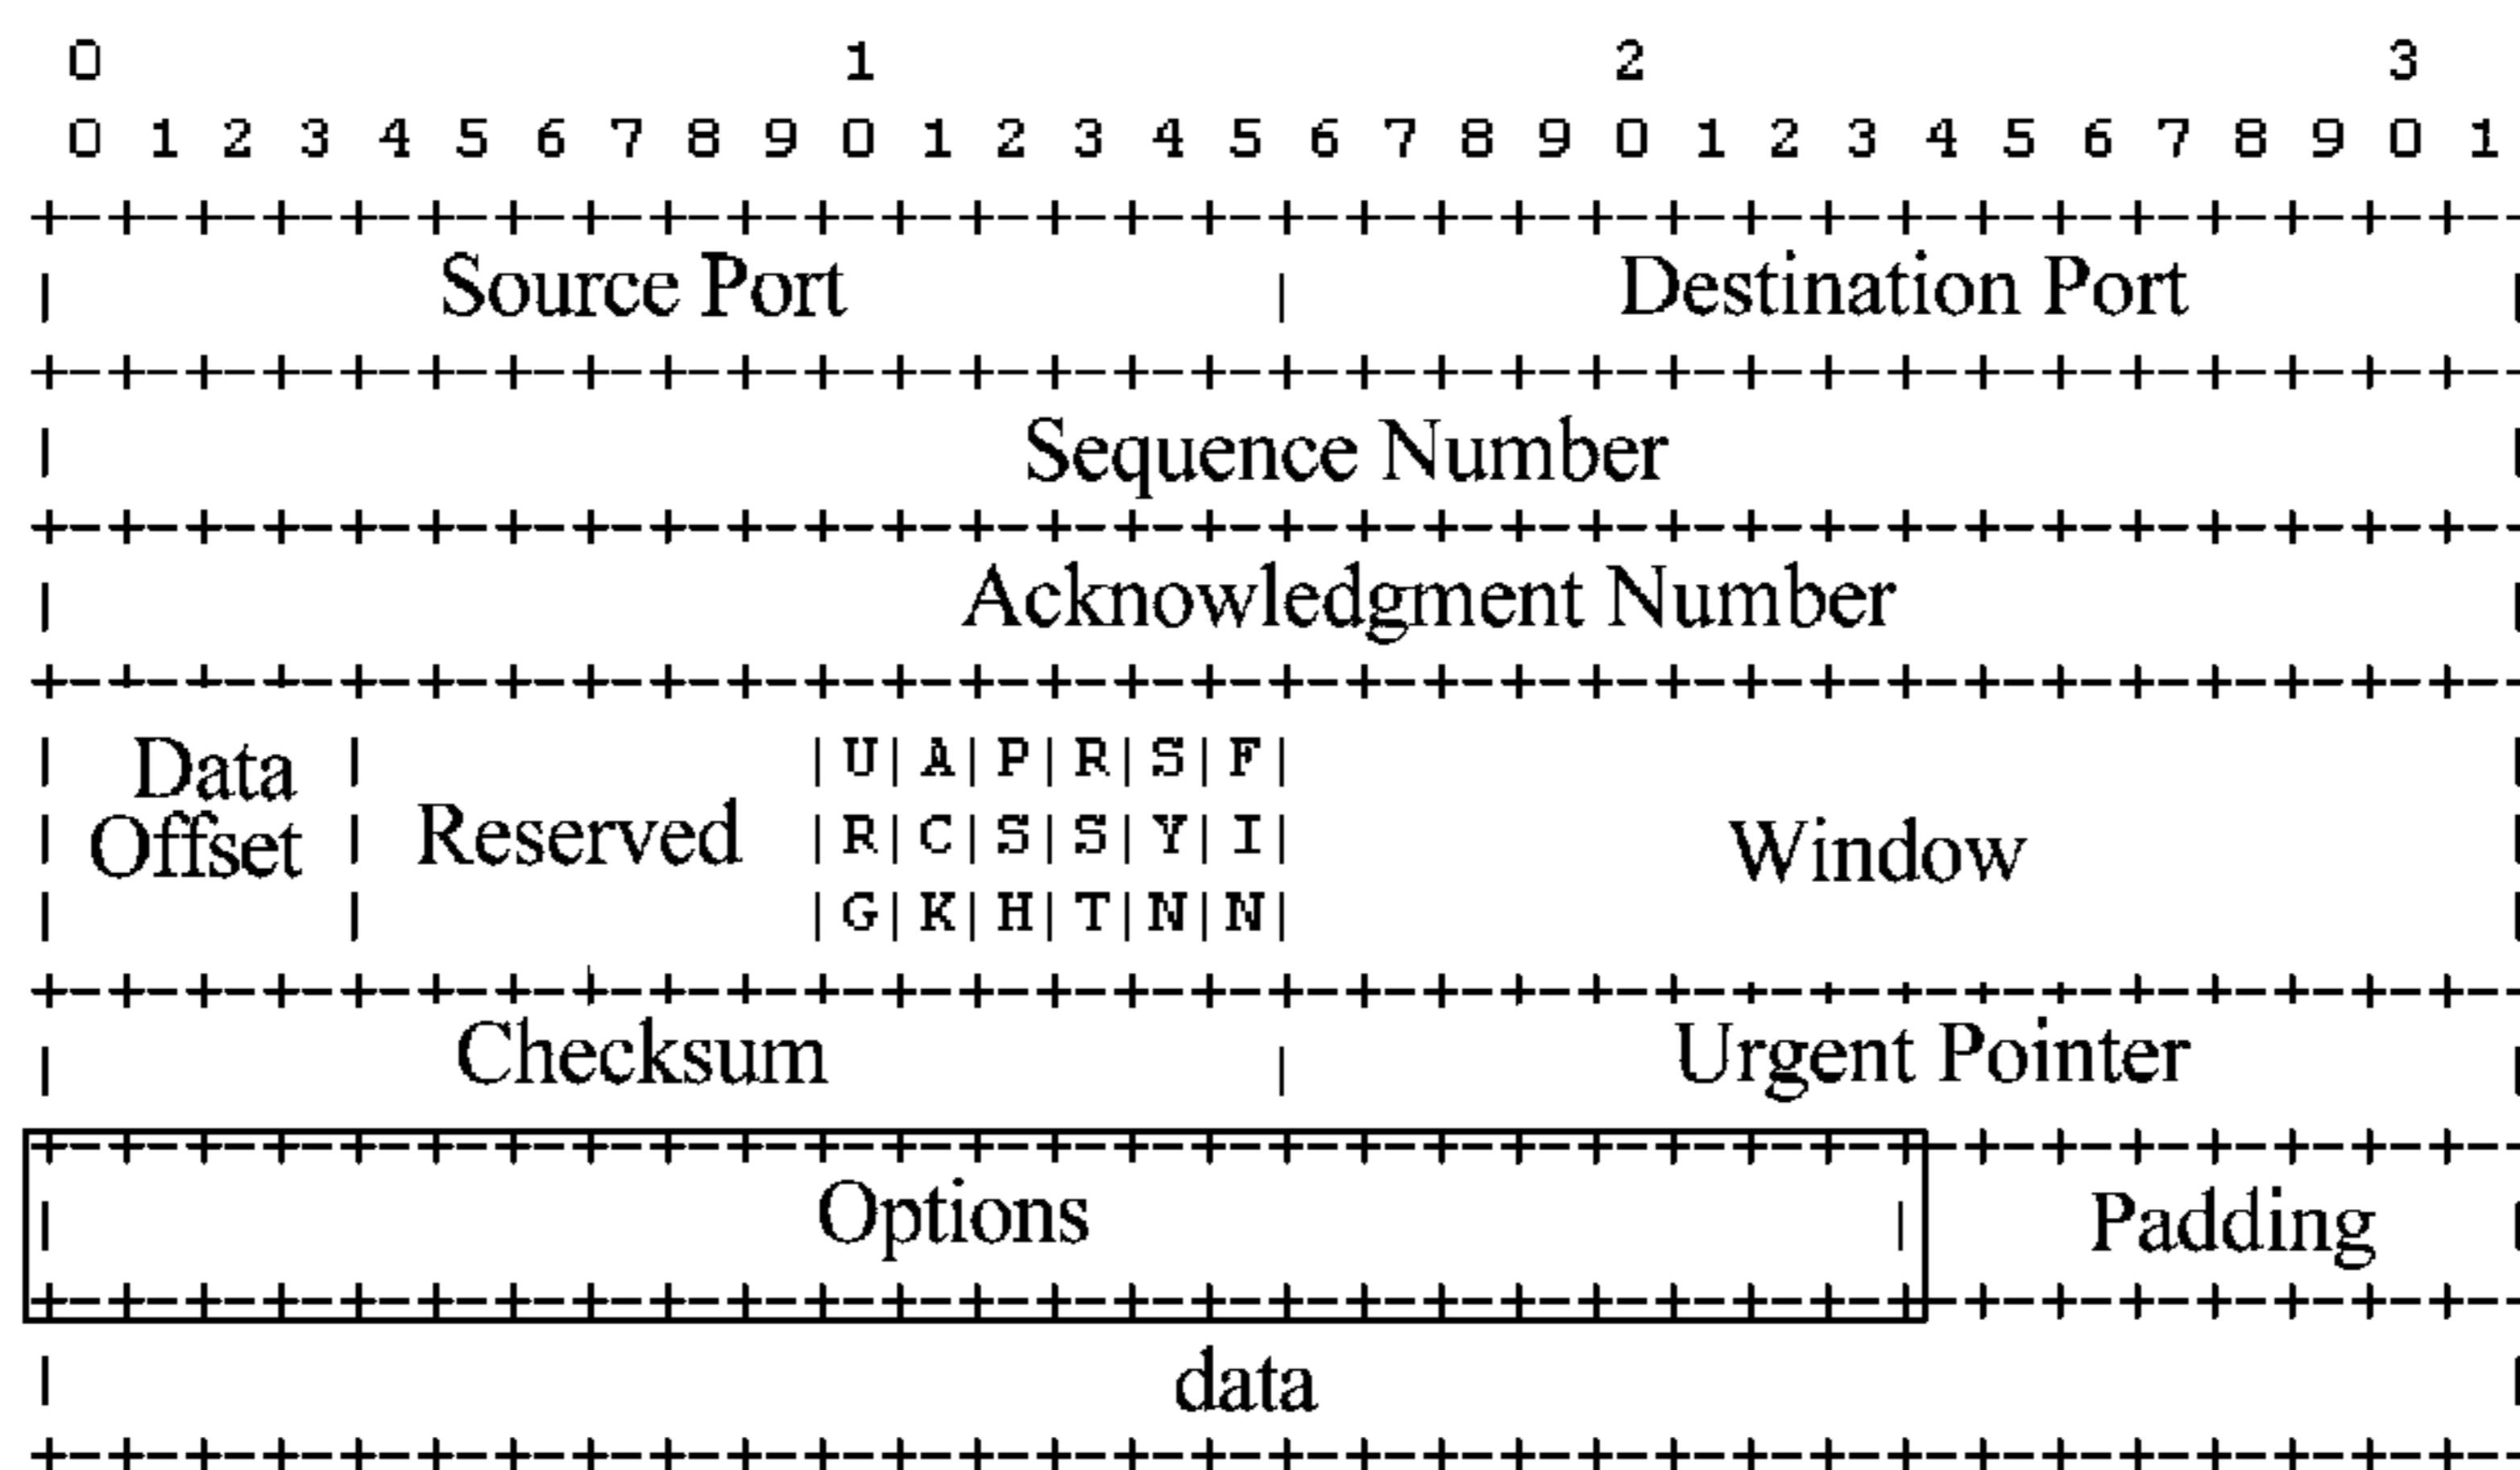 0 1 2 3
0 1 2 3 4 5 6 7 8 9 0 1 2 3 4 5 6 7 8 9 0 1 2 3 4 5 6 7 8 9 0 1
+-+-+-+-+-+-+-+-+-+-+-+-+-+-+-+-+-+-+-+-+-+-+-+-+-+-+-+-+-+-+-+-
| Source Port | Destination Port |
+-+-+-+-+-+-+-+-+-+-+-+-+-+-+-+-+-+-+-+-+-+-+-+-+-+-+-+-+-+-+-+-
| Sequence Number |
+-+-+-+-+-+-+-+-+-+-+-+-+-+-+-+-+-+-+-+-+-+-+-+-+-+-+-+-+-+-+-+-
| Acknowledgment Number |
+-+-+-+-+-+-+-+-+-+-+-+-+-+-+-+-+-+-+-+-+-+-+-+-+-+-+-+-+-+-+-+-
| Data | |U|A|P|R|S|F| |
| Offset | Reserved |R|C|S|S|Y|I| Window |
| | |G|K|H|T|N|N| |
+-+-+-+-+-+-+-+-+-+-+-+-+-+-+-+-+-+-+-+-+-+-+-+-+-+-+-+-+-+-+-+-
| Checksum | Urgent Pointer |
+-+-+-+-+-+-+-+-+-+-+-+-+-+-+-+-+-+-+-+-+-+-+-+-+-+-+-+-+-+-+-+-
| Options | Padding |
+-+-+-+-+-+-+-+-+-+-+-+-+-+-+-+-+-+-+-+-+-+-+-+-+-+-+-+-+-+-+-+-
| data |
+-+-+-+-+-+-+-+-+-+-+-+-+-+-+-+-+-+-+-+-+-+-+-+-+-+-+-+-+-+-+-+-